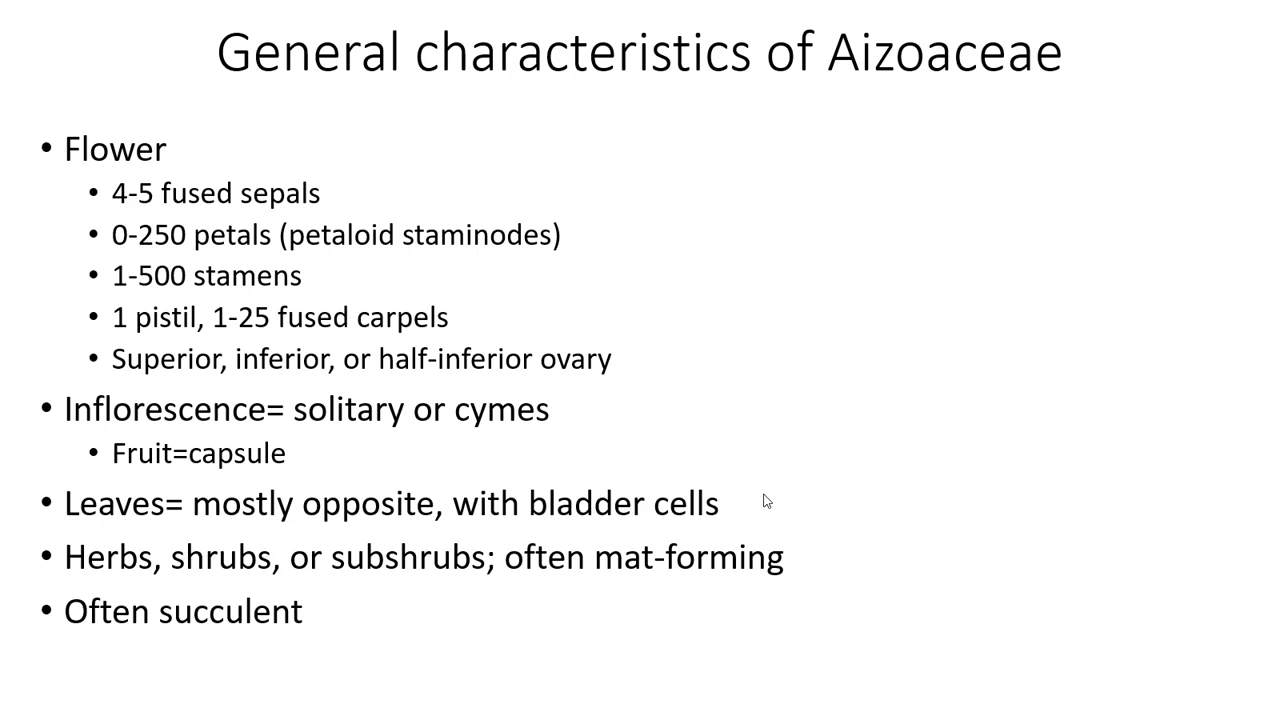 General characteristics of Aizoaceae
• Flower
• 4-5 fused sepals
• 0-250 petals (petaloid staminodes)
• 1-500 stamens
• 1 pistil, 1-25 fused carpels
• Superior, inferior, or half-inferior ovary
• Inflorescence= solitary or cymes
• Fruit=capsule
• Leaves= mostly opposite, with bladder cells
• Herbs, shrubs, or subshrubs; often mat-forming
• Often succulent